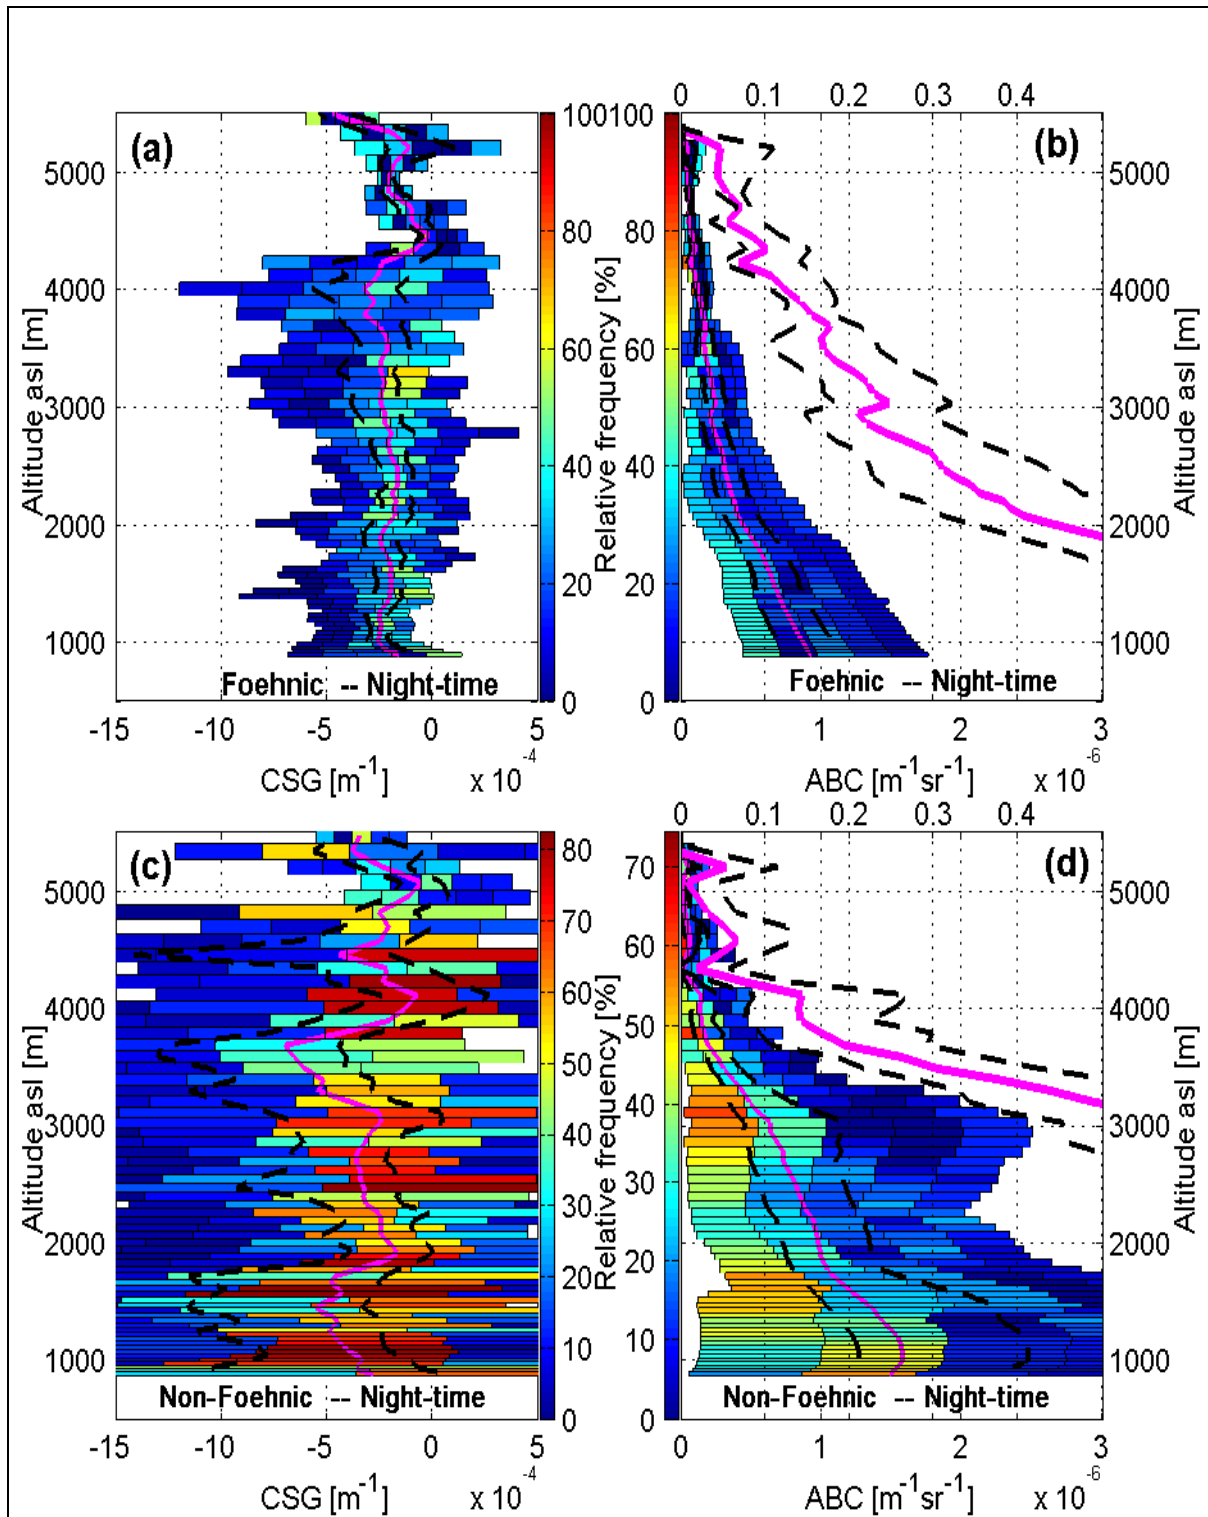 0 0.1 0.2 0.3 0.4
(a)
(b)
5000
4000
3000
2000
1000
Altitude asl [m]
100
80
60
40
20
0
Relative frequency [%]
100
80
60
40
20
0
5000
4000
3000
2000
1000
Altitude asl [m]
Foehnic -- Night-time
Foehnic -- Night-time
-15 -10 -5 0 5
CSG [m-1] x 10-4
0 1 2 3
ABC [m-1sr-1] x 10-6
0 0.1 0.2 0.3 0.4
(c)
(d)
5000
4000
3000
2000
1000
Altitude asl [m]
80
70
60
50
40
30
20
10
0
Relative frequency [%]
70
60
50
40
30
20
10
0
5000
4000
3000
2000
1000
Altitude asl [m]
Non-Foehnic -- Night-time
Non-Foehnic -- Night-time
-15 -10 -5 0 5
CSG [m-1] x 10-4
0 1 2 3
ABC [m-1sr-1] x 10-6